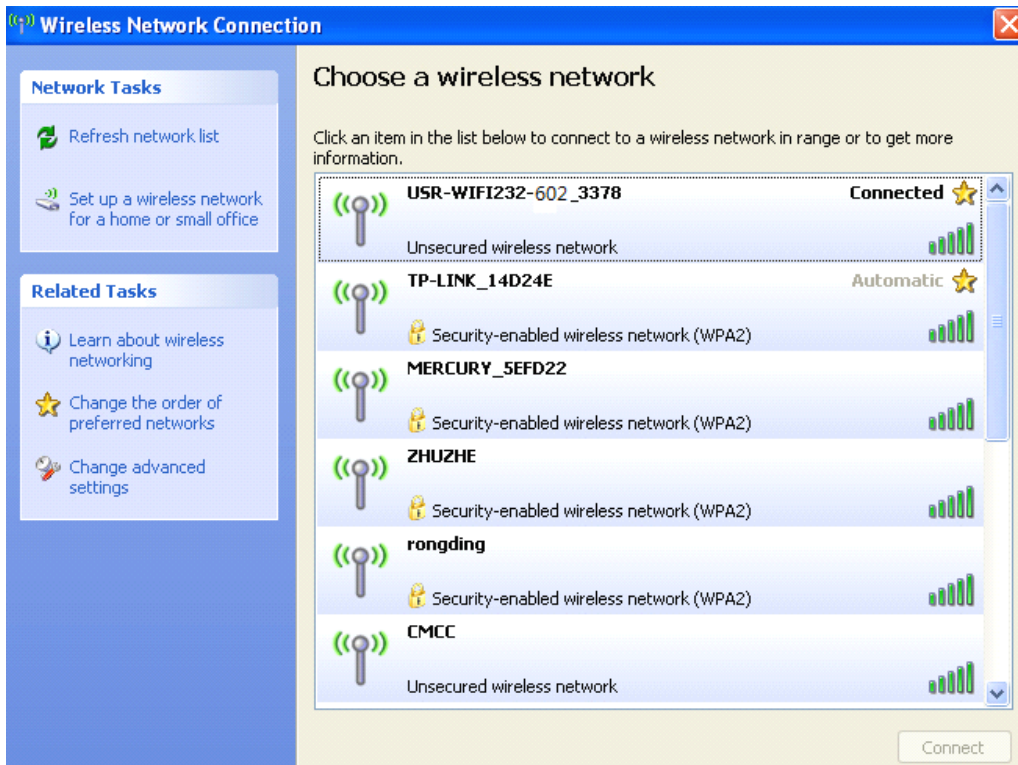 Wireless Network Connection
Network Tasks
Refresh network list
Set up a wireless network
for a home or small office
Related Tasks
Learn about wireless
networking
Change the order of
preferred networks
Change advanced
settings
Choose a wireless network
Click an item in the list below to connect to a wireless network in range or to get more
information.
USR-WIFI232-602_3378 Connected
Unsecured wireless network
TP-LINK_14D24E Automatic
Security-enabled wireless network (WPA2)
MERCURY_5EFD22
Security-enabled wireless network (WPA2)
ZHUZHE
Security-enabled wireless network (WPA2)
rongding
Security-enabled wireless network (WPA2)
CMCC
Unsecured wireless network
Connect